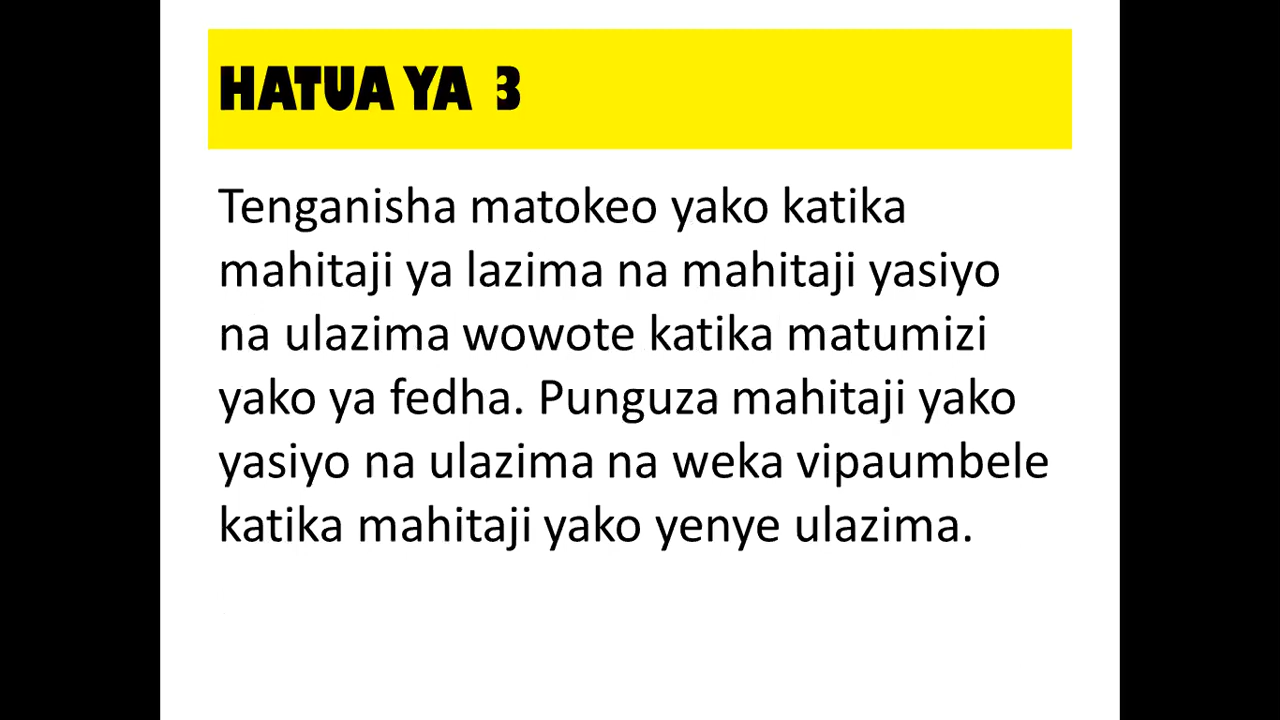 HATUA YA 3
Tenganisha matokeo yako katika
mahitaji ya lazima na mahitaji yasiyo
na ulazima wowote katika matumizi
yako ya fedha. Punguza mahitaji yako
yasiyo na ulazima na weka vipaumbele
katika mahitaji yako yenye ulazima.